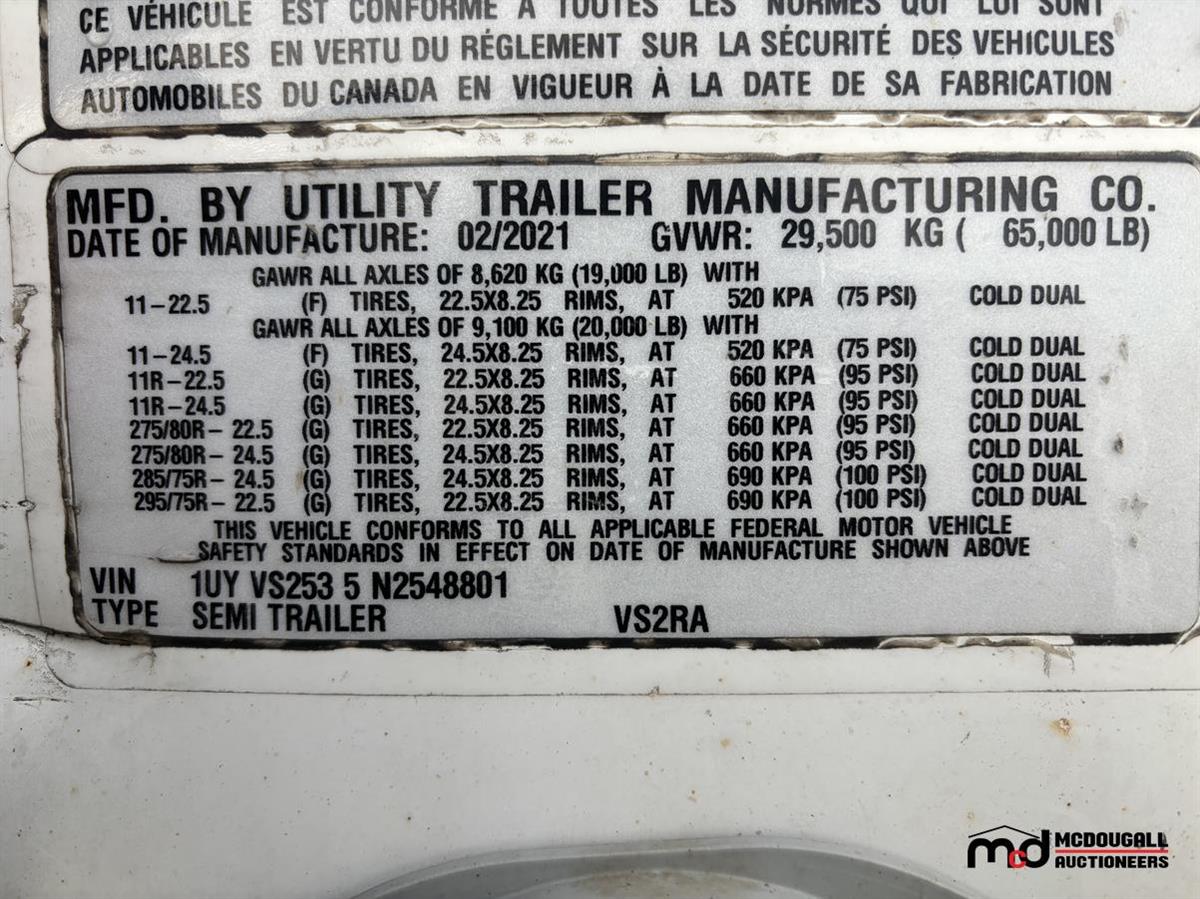 CE VÉHICULE EST CONFORME À TOUTES LES NORMES QUI LUI SONT
APPLICABLES EN VERTU DU RÉGLEMENT SUR LA SÉCURITÉ DES VEHICULES
AUTOMOBILES DU CANADA EN VIGUEUR À LA DATE DE SA FABRICATION
MFD. BY UTILITY TRAILER MANUFACTURING CO.
DATE OF MANUFACTURE: 02/2021 GVWR: 29,500 KG ( 65,000 LB)
GAWR ALL AXLES OF 8,620 KG (19,000 LB) WITH
11-22.5 (F) TIRES, 22.5X8.25 RIMS, AT 520 KPA (75 PSI) COLD DUAL
GAWR ALL AXLES OF 9,100 KG (20,000 LB) WITH
11-24.5 (F) TIRES, 24.5X8.25 RIMS, AT 520 KPA (75 PSI) COLD DUAL
11R-22.5 (G) TIRES, 22.5X8.25 RIMS, AT 660 KPA (95 PSI) COLD DUAL
11R-24.5 (G) TIRES, 24.5X8.25 RIMS, AT 660 KPA (95 PSI) COLD DUAL
275/80R- 22.5 (G) TIRES, 22.5X8.25 RIMS, AT 660 KPA (95 PSI) COLD DUAL
275/80R- 24.5 (G) TIRES, 24.5X8.25 RIMS, AT 660 KPA (95 PSI) COLD DUAL
285/75R- 24.5 (G) TIRES, 24.5X8.25 RIMS, AT 690 KPA (100 PSI) COLD DUAL
295/75R- 22.5 (G) TIRES, 22.5X8.25 RIMS, AT 690 KPA (100 PSI) COLD DUAL
THIS VEHICLE CONFORMS TO ALL APPLICABLE FEDERAL MOTOR VEHICLE
SAFETY STANDARDS IN EFFECT ON DATE OF MANUFACTURE SHOWN ABOVE
VIN 1UY VS253 5 N2548801
TYPE SEMI TRAILER VS2RA
mcd MCDOUGALL
AUCTIONEERS